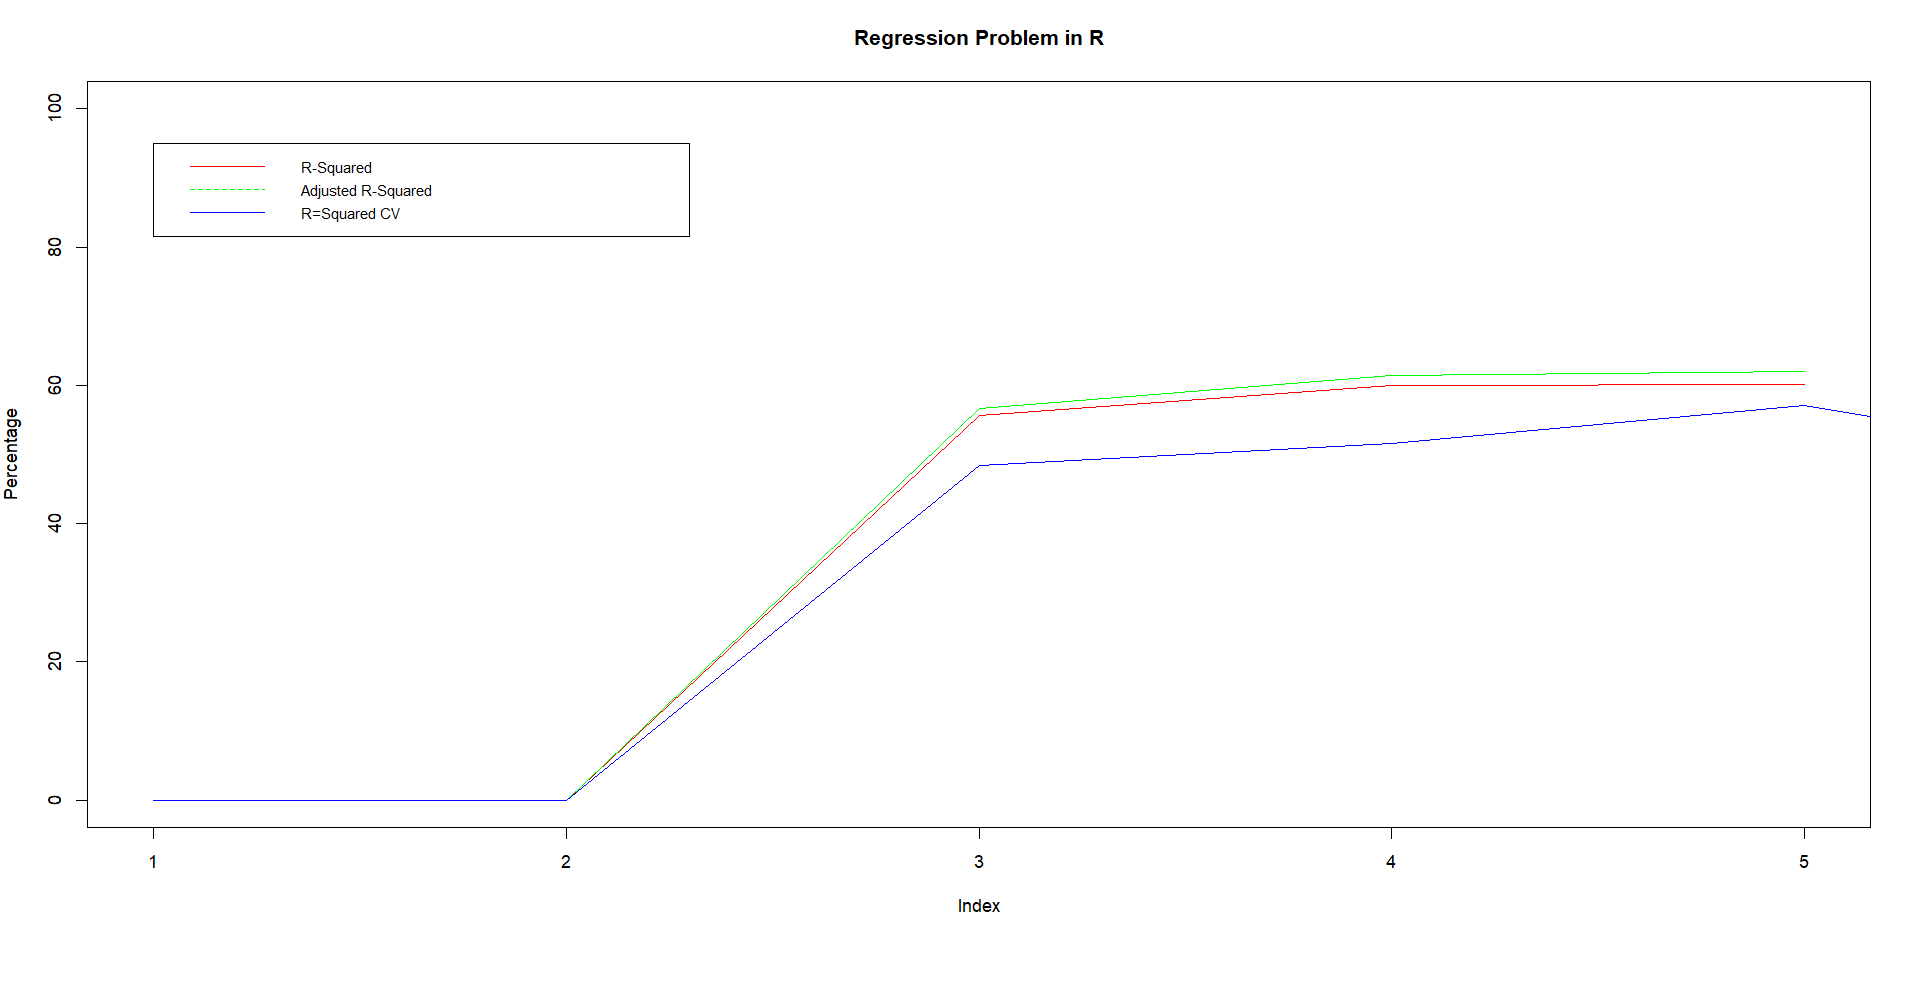 Regression Problem in R
100
80
60
40
20
0
Percentage
R-Squared
Adjusted R-Squared
R=Squared CV
1 2 3 4 5
Index